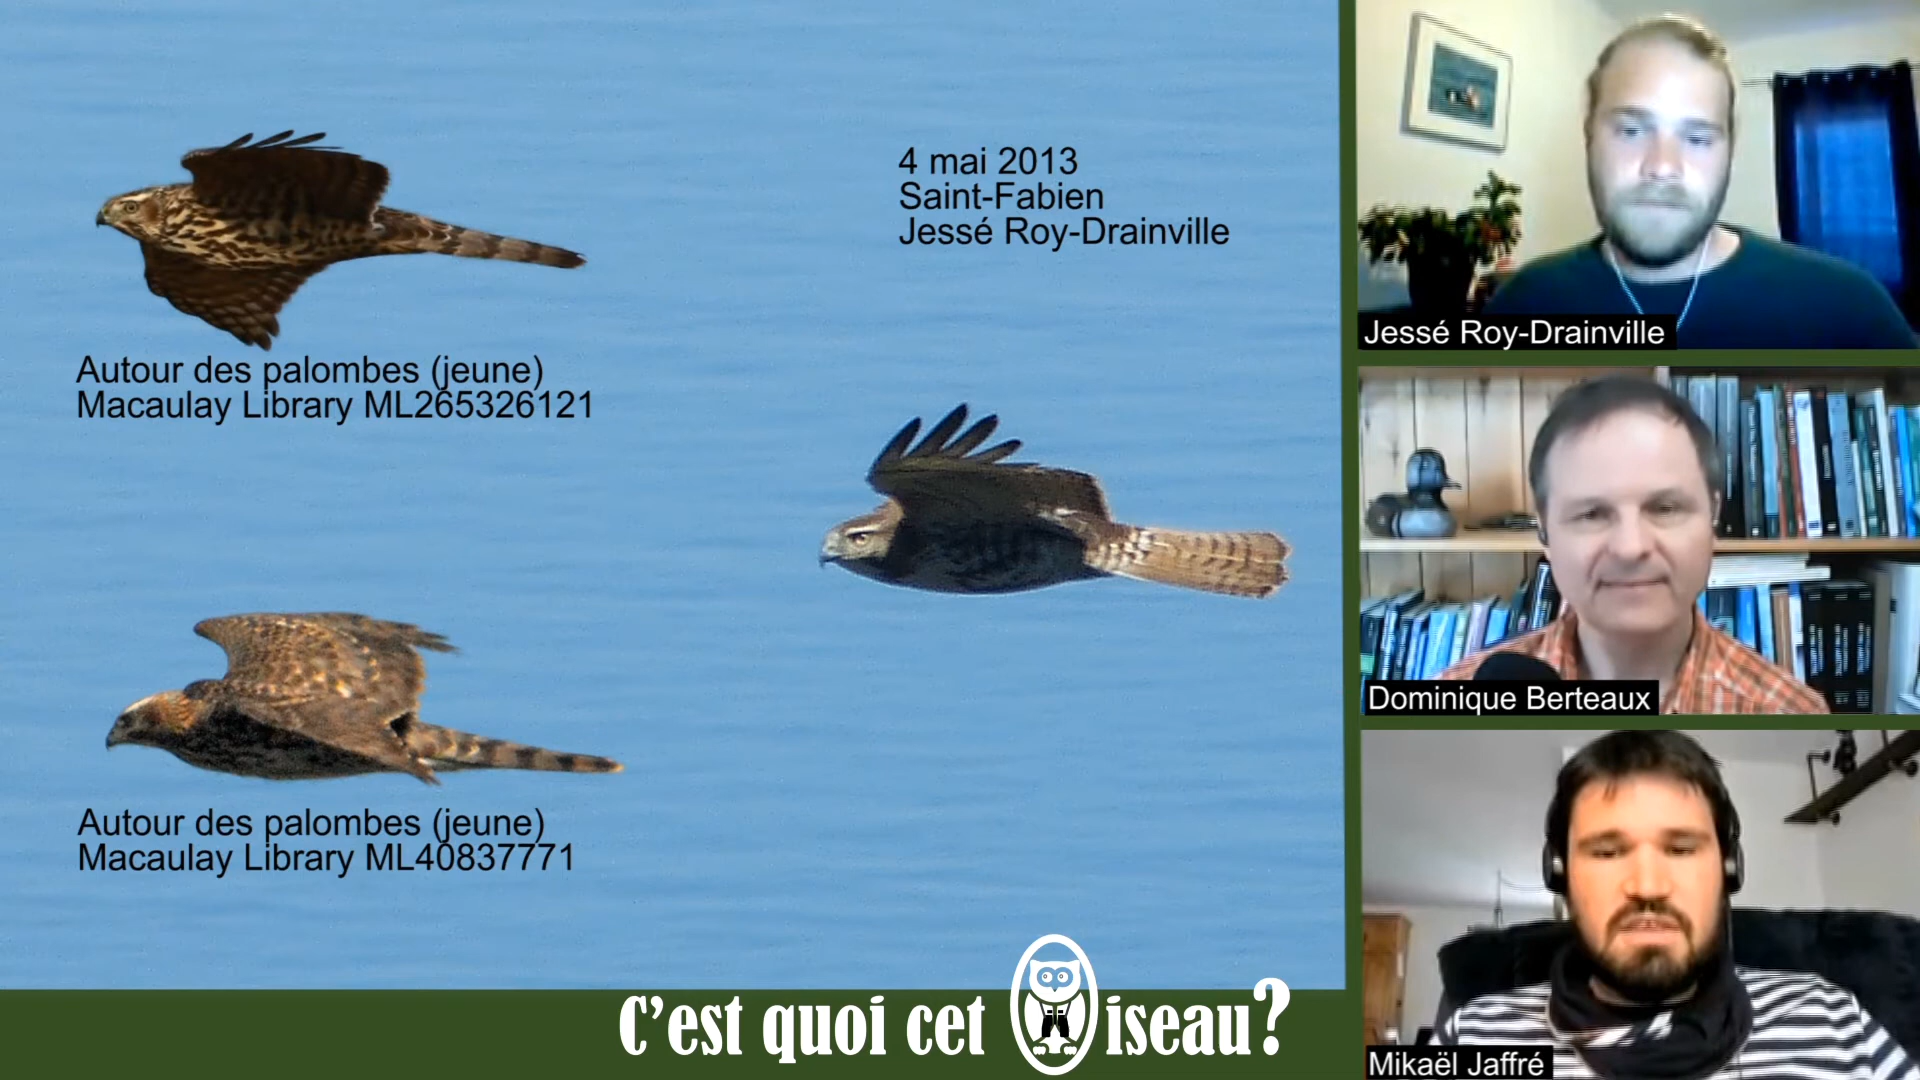 4 mai 2013
Saint-Fabien
Jessé Roy-Drainville
Autour des palombes (jeune)
Macaulay Library ML265326121
Autour des palombes (jeune)
Macaulay Library ML40837771
C'est quoi cet Oiseau?
Jessé Roy-Drainville
Dominique Berteaux
Mikaël Jaffré